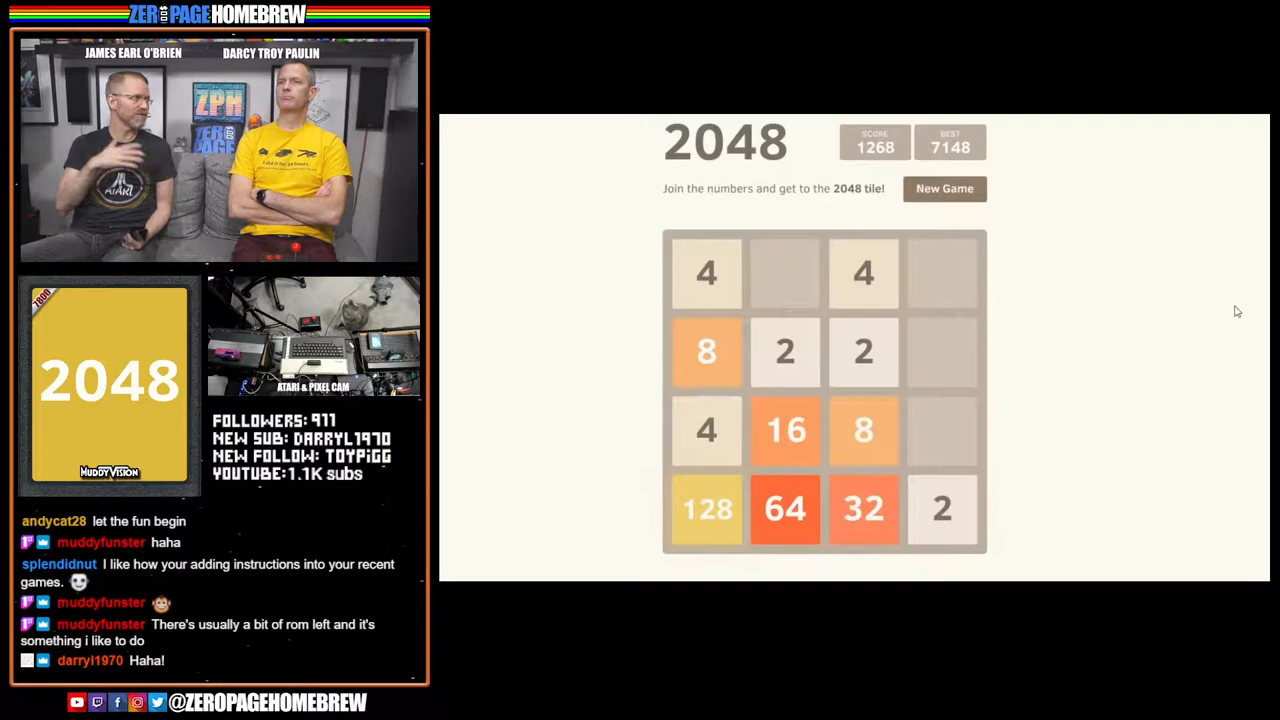 ZERO PAGE HOMEBREW
JAMES EARL O'BRIEN
DARCY TROY PAULIN
ZPH
ATARI
7800
2048
MUDDYVISION
ATARI & PIXEL CAM
FOLLOWERS: 911
NEW SUB: DARRYL1970
NEW FOLLOW: TOYPIGG
YOUTUBE:1.1K subs
andycat28 let the fun begin
muddyfunster haha
splendidnut I like how your adding instructions into your recent
games.
muddyfunster
muddyfunster There's usually a bit of rom left and it's
something i like to do
darryl1970 Haha!
@ZEROPAGEHOMEBREW
2048
SCORE
1268
BEST
7148
Join the numbers and get to the 2048 tile!
New Game
4 4
8 2 2
4 16 8
128 64 32 2